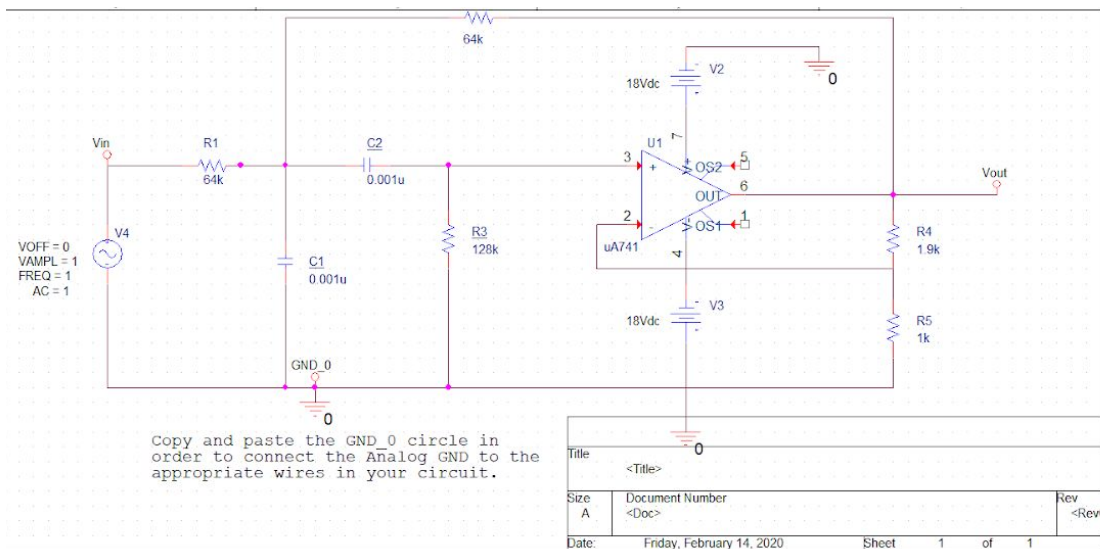 64k
V2
18Vdc
0
Vin
R1
64k
C2
0.001u
U1
7
3
+
OS2
5
OUT
6
Vout
2
-
OS1
1
uA741
4
V4
VOFF = 0
VAMPL = 1
FREQ = 1
AC = 1
C1
0.001u
R3
128k
R4
1.9k
V3
18Vdc
R5
1k
GND_0
0
0
Copy and paste the GND_0 circle in
order to connect the Analog GND to the
appropriate wires in your circuit.
Title
<Title>
Size
A
Document Number
<Doc>
Rev
Date:
Friday, February 14, 2020
Sheet 1 of 1